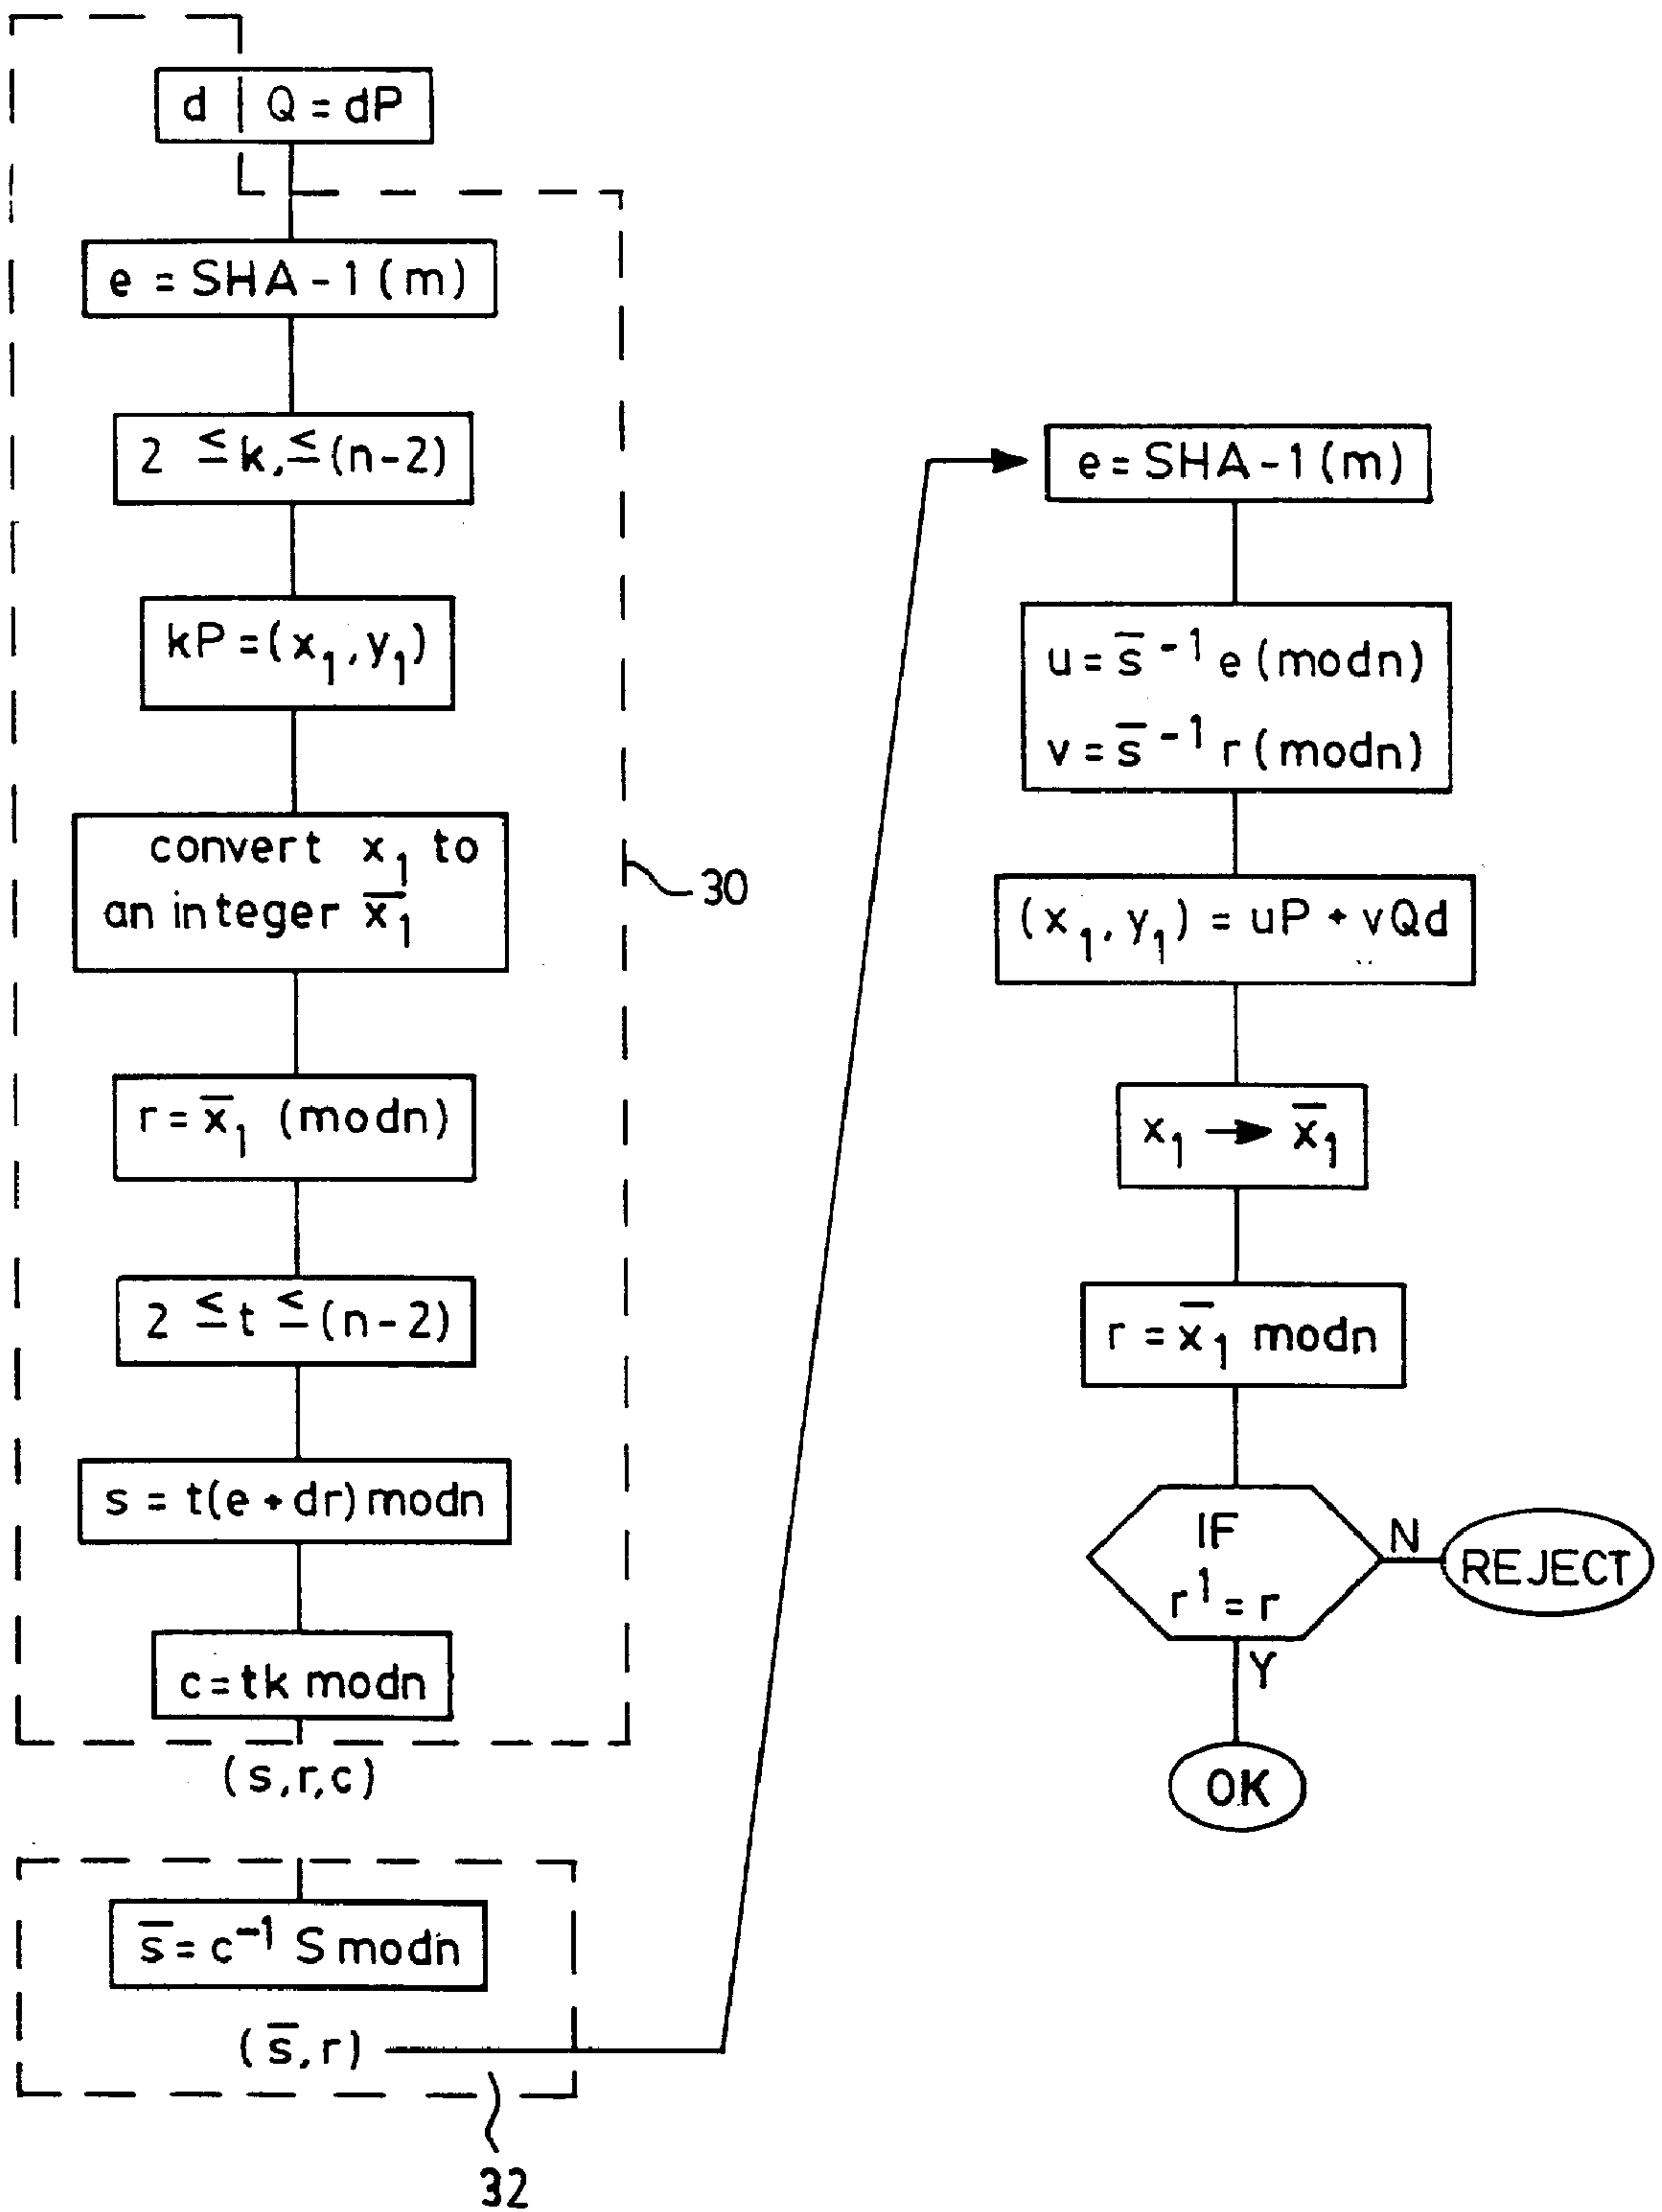 d Q = dP
e = SHA-1(m)
2 ≤ k, ≤ (n-2)
kP = (x₁, y₁)
convert x₁ to
an integer x̄₁
r = x̄₁ (modn)
2 ≤ t ≤ (n-2)
s = t(e + dr) modn
c = tk modn
(s, r, c)
30
s̄ = c⁻¹ S modn
(s̄, r)
32
e = SHA-1(m)
u = s̄⁻¹ e (modn)
v = s̄⁻¹ r (modn)
(x₁, y₁) = uP + vQd
x₁ → x̄₁
r = x̄₁ modn
IF
r¹ = r
N
REJECT
Y
OK